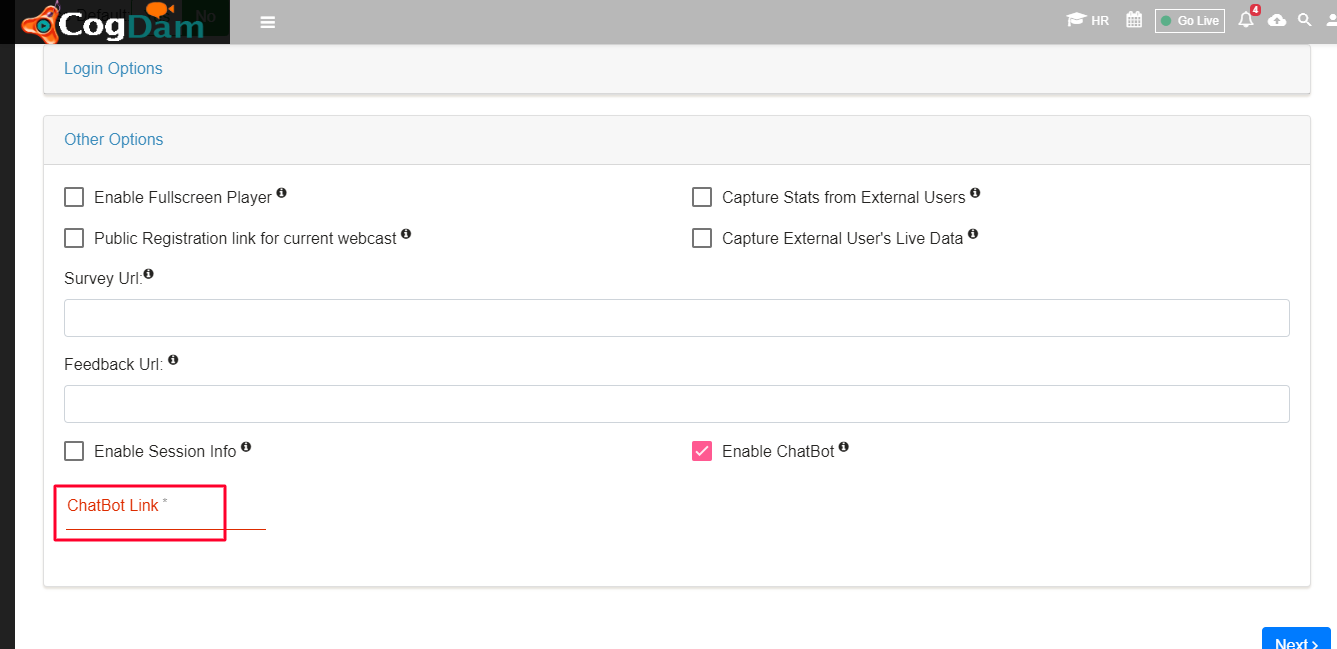 Default No
CogDam
HR
Go Live
4
Login Options
Other Options
Enable Fullscreen Player
Capture Stats from External Users
Public Registration link for current webcast
Capture External User's Live Data
Survey Url:
Feedback Url:
Enable Session Info
Enable ChatBot
ChatBot Link *
Next ›